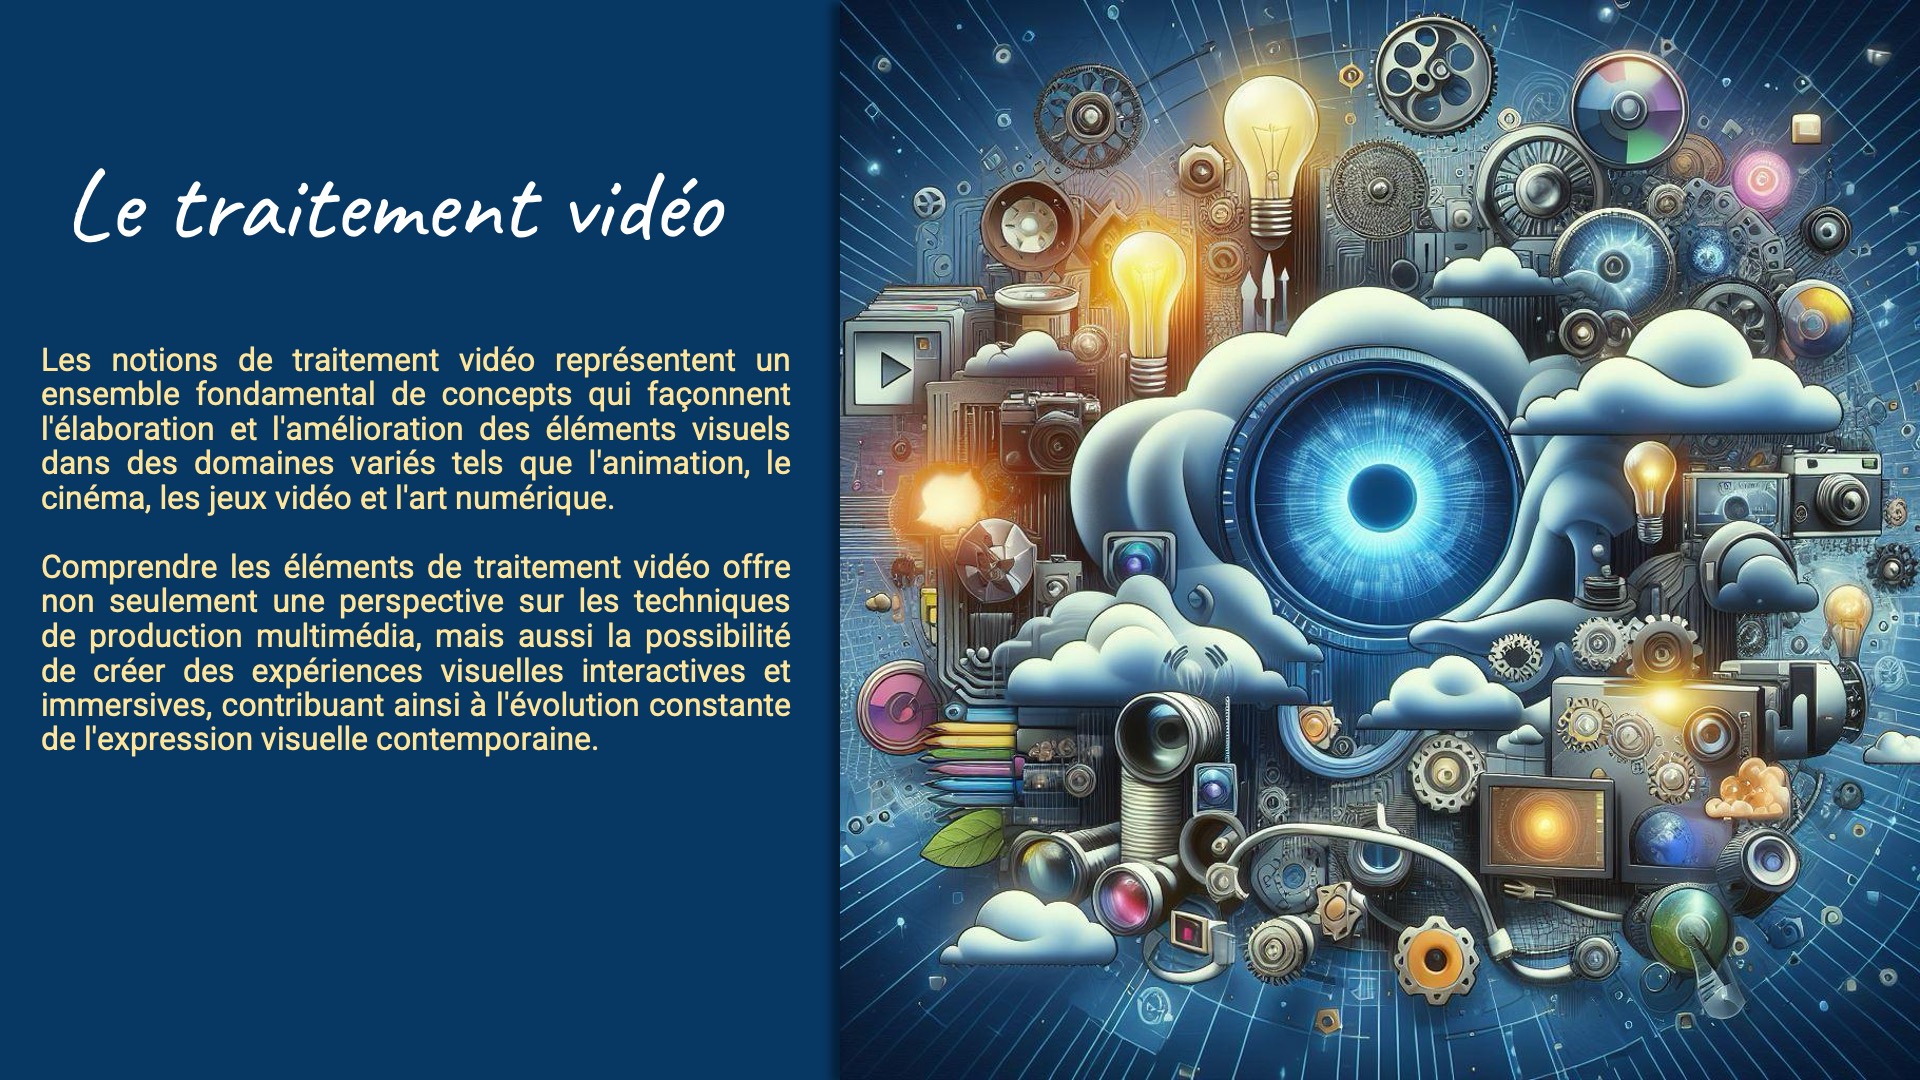 Le traitement vidéo
Les notions de traitement vidéo représentent un
ensemble fondamental de concepts qui façonnent
l'élaboration et l'amélioration des éléments visuels
dans des domaines variés tels que l'animation, le
cinéma, les jeux vidéo et l'art numérique.
Comprendre les éléments de traitement vidéo offre
non seulement une perspective sur les techniques
de production multimédia, mais aussi la possibilité
de créer des expériences visuelles interactives et
immersives, contribuant ainsi à l'évolution constante
de l'expression visuelle contemporaine.